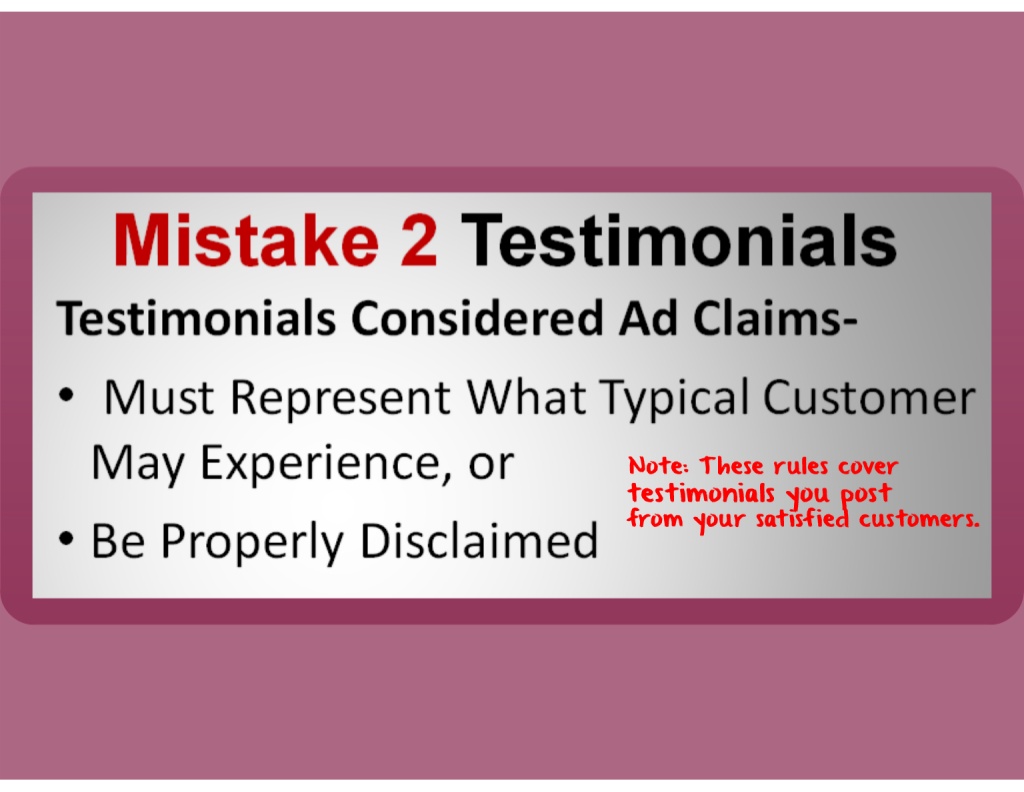 Mistake 2 Testimonials
Testimonials Considered Ad Claims-
• Must Represent What Typical Customer
May Experience, or
• Be Properly Disclaimed
Note: These rules cover
testimonials you post
from your satisfied customers.